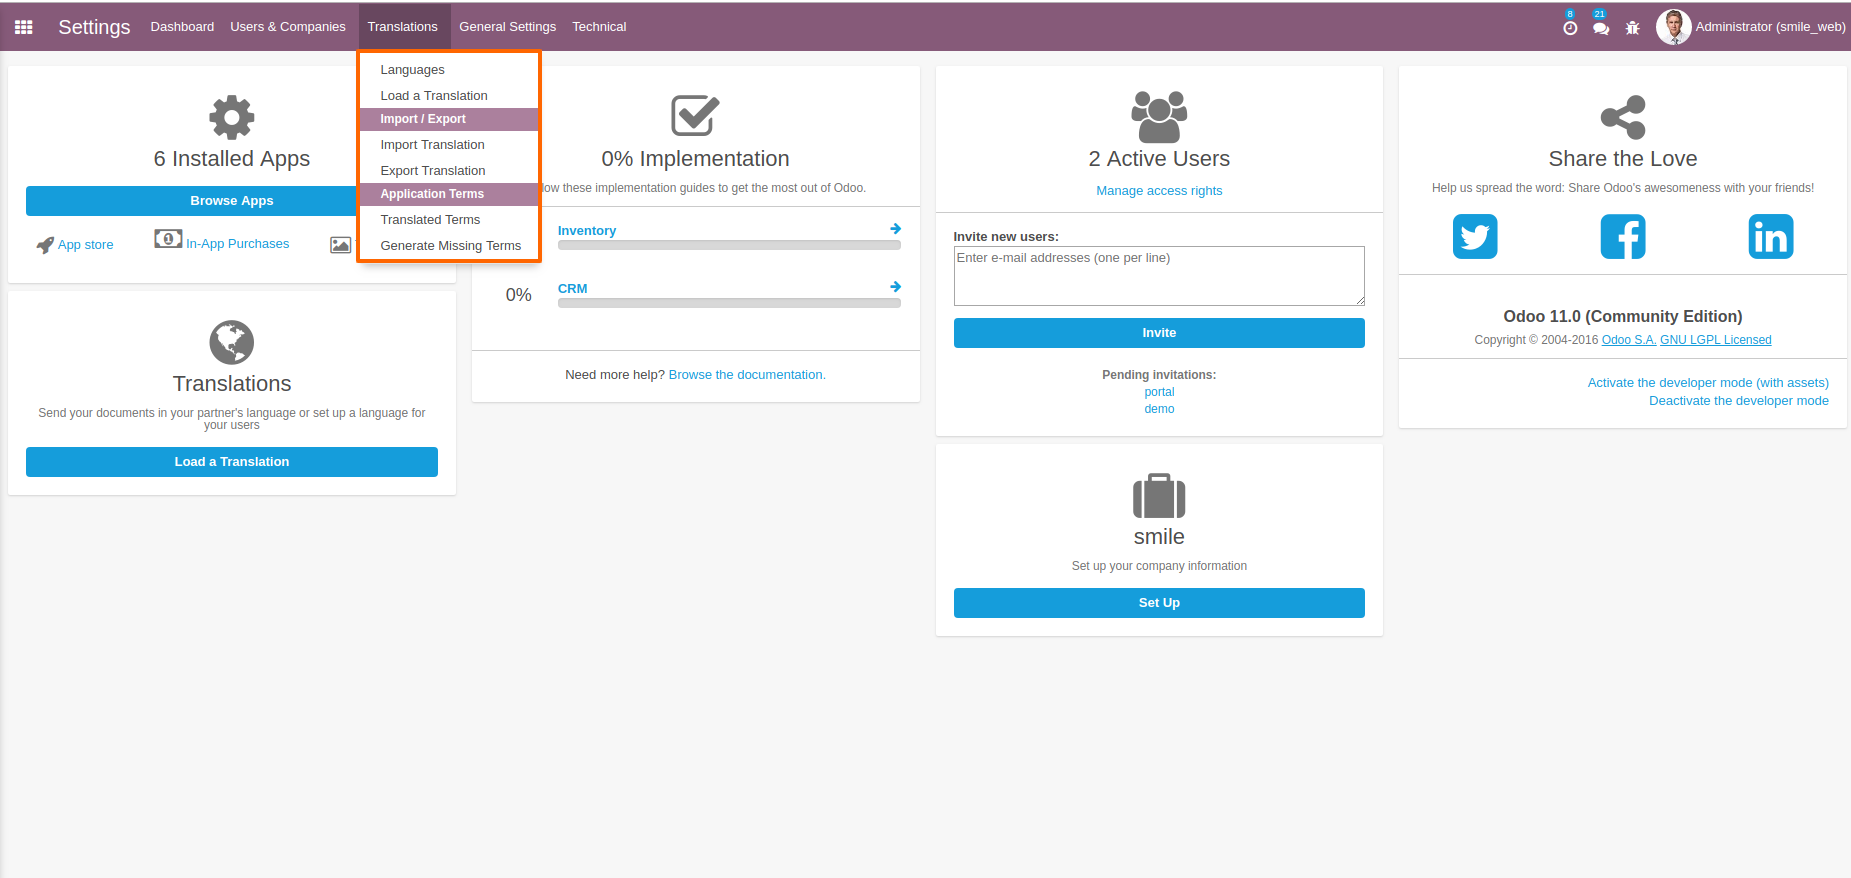 Settings Dashboard Users & Companies Translations General Settings Technical 8 21 Administrator (smile_web)
Languages
Load a Translation
Import / Export
Import Translation
Export Translation
Application Terms
Translated Terms
Generate Missing Terms
6 Installed Apps
Browse Apps
App store In-App Purchases
Translations
Send your documents in your partner's language or set up a language for
your users
Load a Translation
0% Implementation
these implementation guides to get the most out of Odoo.
Inventory
0% CRM
Need more help? Browse the documentation.
2 Active Users
Manage access rights
Invite new users:
Enter e-mail addresses (one per line)
Invite
Pending invitations:
portal
demo
smile
Set up your company information
Set Up
Share the Love
Help us spread the word: Share Odoo's awesomeness with your friends!
Odoo 11.0 (Community Edition)
Copyright © 2004-2016 Odoo S.A. GNU LGPL Licensed
Activate the developer mode (with assets)
Deactivate the developer mode